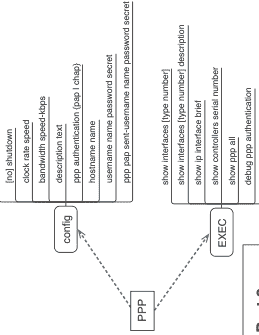 PPP
config
[no] shutdown
clock rate speed
bandwidth speed-kbps
description text
ppp authentication {pap | chap}
hostname name
username name password secret
ppp pap sent-username name password secret
EXEC
show interfaces [type number]
show interfaces [type number] description
show ip interface brief
show controllers serial number
show ppp all
debug ppp authentication